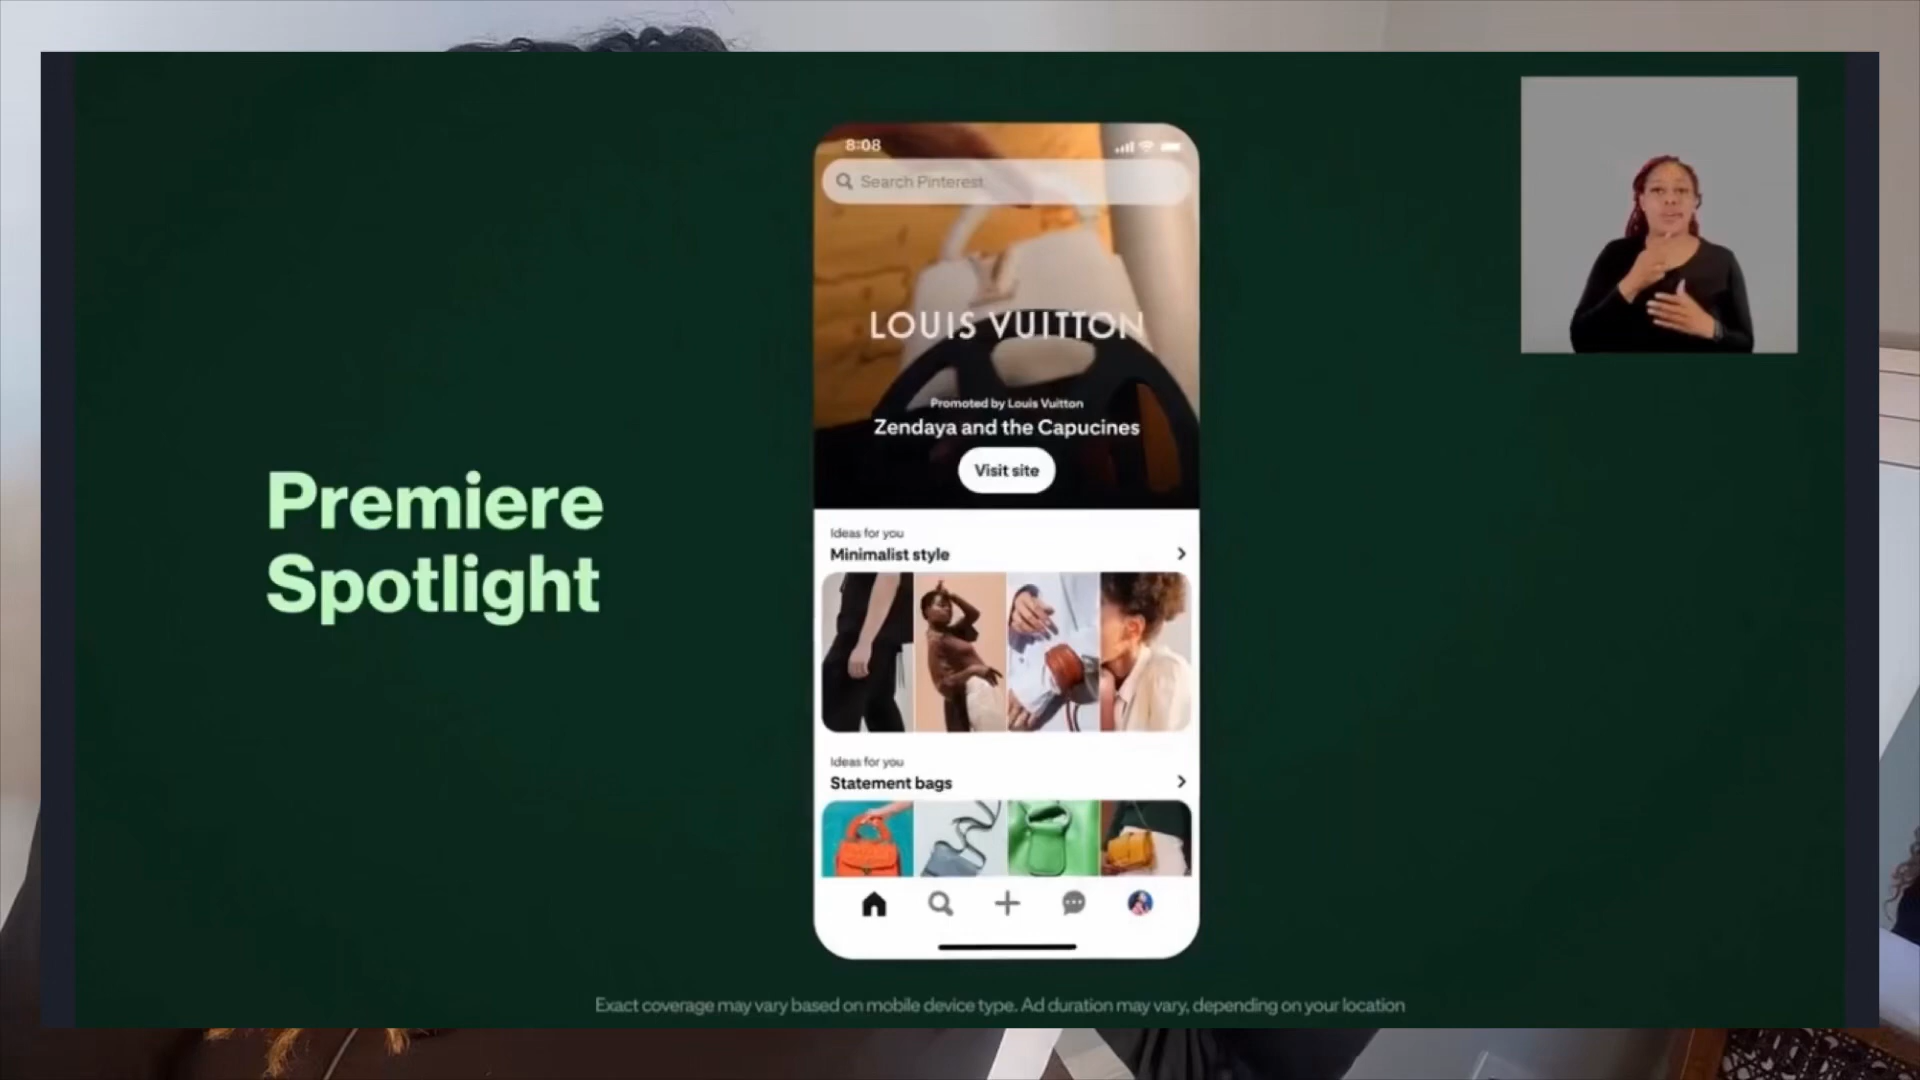 8:08
Search Pinterest
LOUIS VUITTON
Promoted by Louis Vuitton
Zendaya and the Capucines
Visit site
Premiere
Spotlight
Ideas for you
Minimalist style
Ideas for you
Statement bags
Exact coverage may vary based on mobile device type. Ad duration may vary, depending on your location